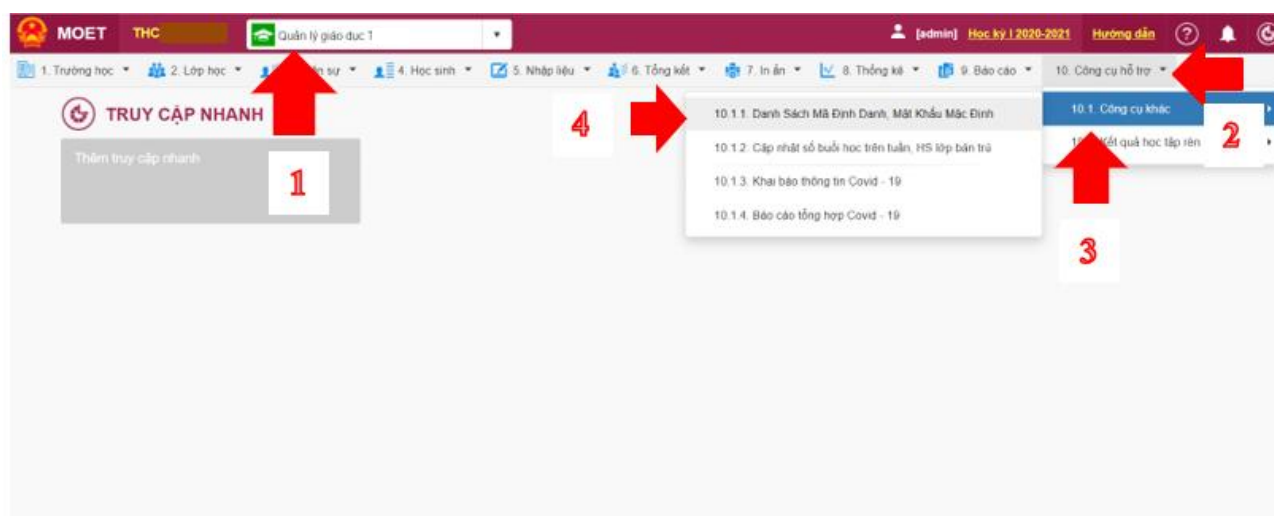 MOET THC Quản lý giáo dục 1 [admin] Học kỳ I 2020-2021 Hướng dẫn
1. Trường học 2. Lớp học sự 4. Học sinh 5. Nhập liệu 6. Tổng kết 7. In ấn 8. Thống kê 9. Báo cáo 10. Công cụ hỗ trợ
TRUY CẬP NHANH
Thêm truy cập nhanh
10.1. Công cụ khác
Kết quả học tập rèn
10.1.1. Danh Sách Mã Định Danh, Mật Khẩu Mặc Định
10.1.2. Cập nhật số buổi học trên tuần, HS lớp bán trú
10.1.3. Khai báo thông tin Covid - 19
10.1.4. Báo cáo tổng hợp Covid - 19
1
2
3
4